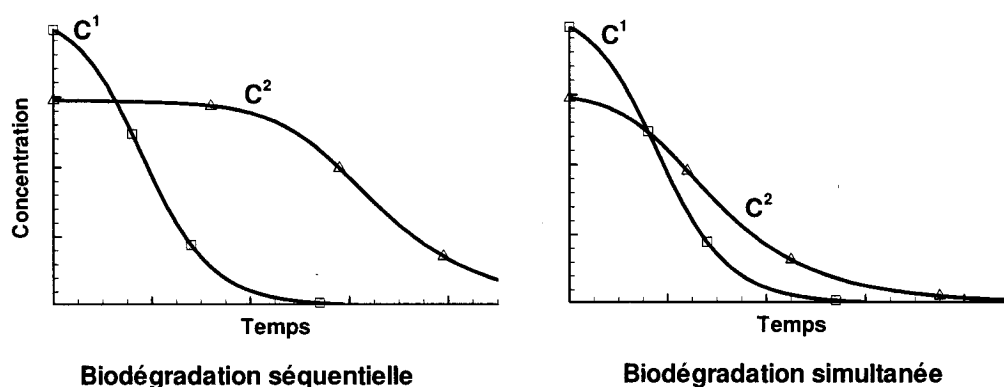 C¹
C²
Concentration
Temps
Biodégradation séquentielle
C¹
C²
Temps
Biodégradation simultanée